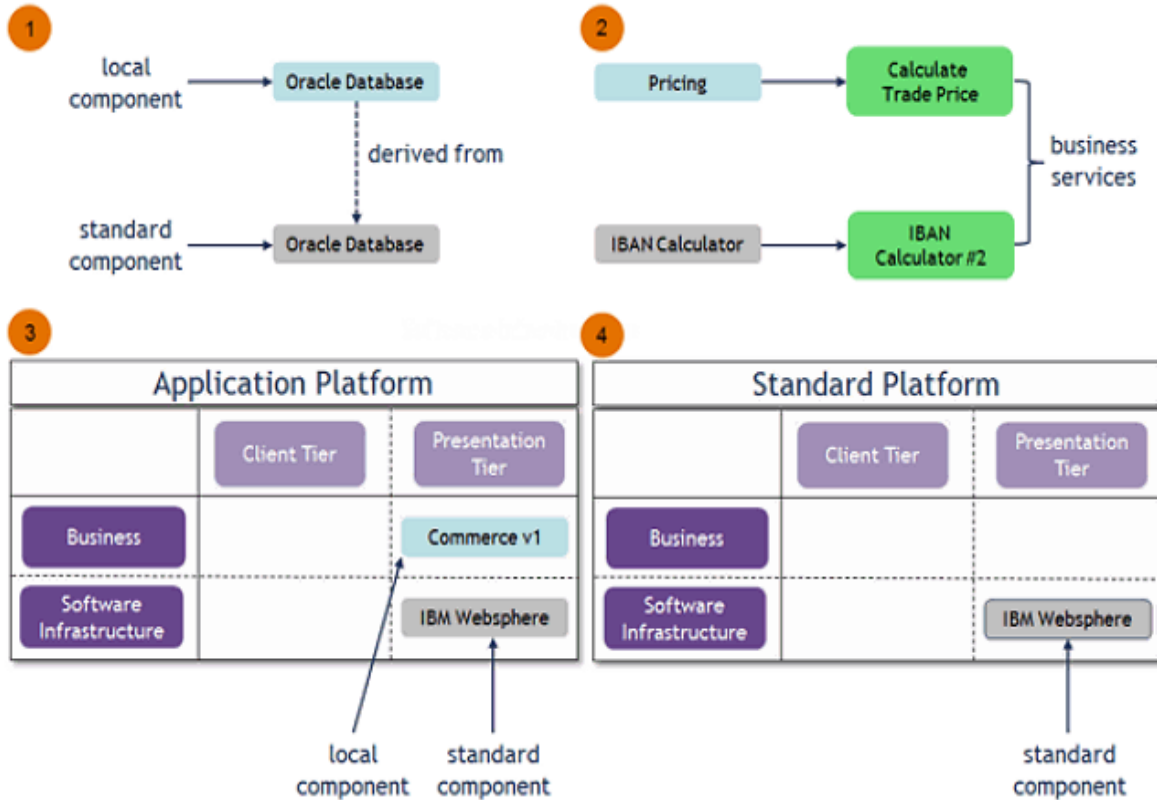 1
local
component
Oracle Database
derived from
standard
component
Oracle Database
2
Pricing
Calculate
Trade Price
business
services
IBAN Calculator
IBAN
Calculator #2
3
Application Platform
Client Tier
Presentation
Tier
Business
Commerce v1
Software
Infrastructure
IBM Websphere
local
component
standard
component
4
Standard Platform
Client Tier
Presentation
Tier
Business
Software
Infrastructure
IBM Websphere
standard
component